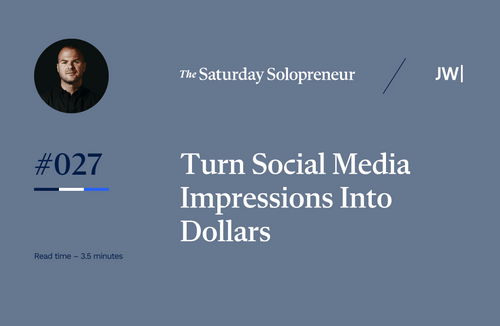 The Saturday Solopreneur
JW|
#027
Turn Social Media
Impressions Into
Dollars
Read time – 3.5 minutes